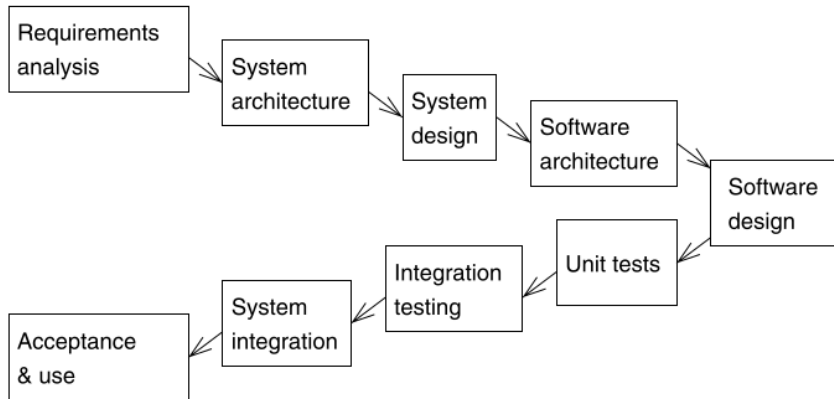 Requirements
analysis
System
architecture
System
design
Software
architecture
Software
design
Unit tests
Integration
testing
System
integration
Acceptance
& use